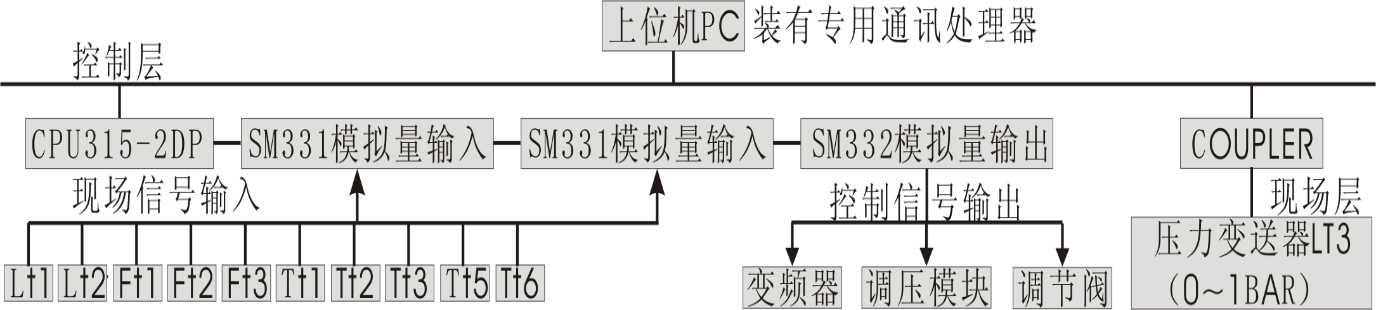 上位机PC 装有专用通讯处理器
控制层
CPU315-2DP SM331模拟量输入 SM331模拟量输入 SM332模拟量输出 COUPLER
现场信号输入 控制信号输出 现场层
压力变送器LT3
(0~1BAR)
Lt1 Lt2 Ft1 Ft2 Ft3 Tt1 Tt2 Tt3 Tt5 Tt6 变频器 调压模块 调节阀